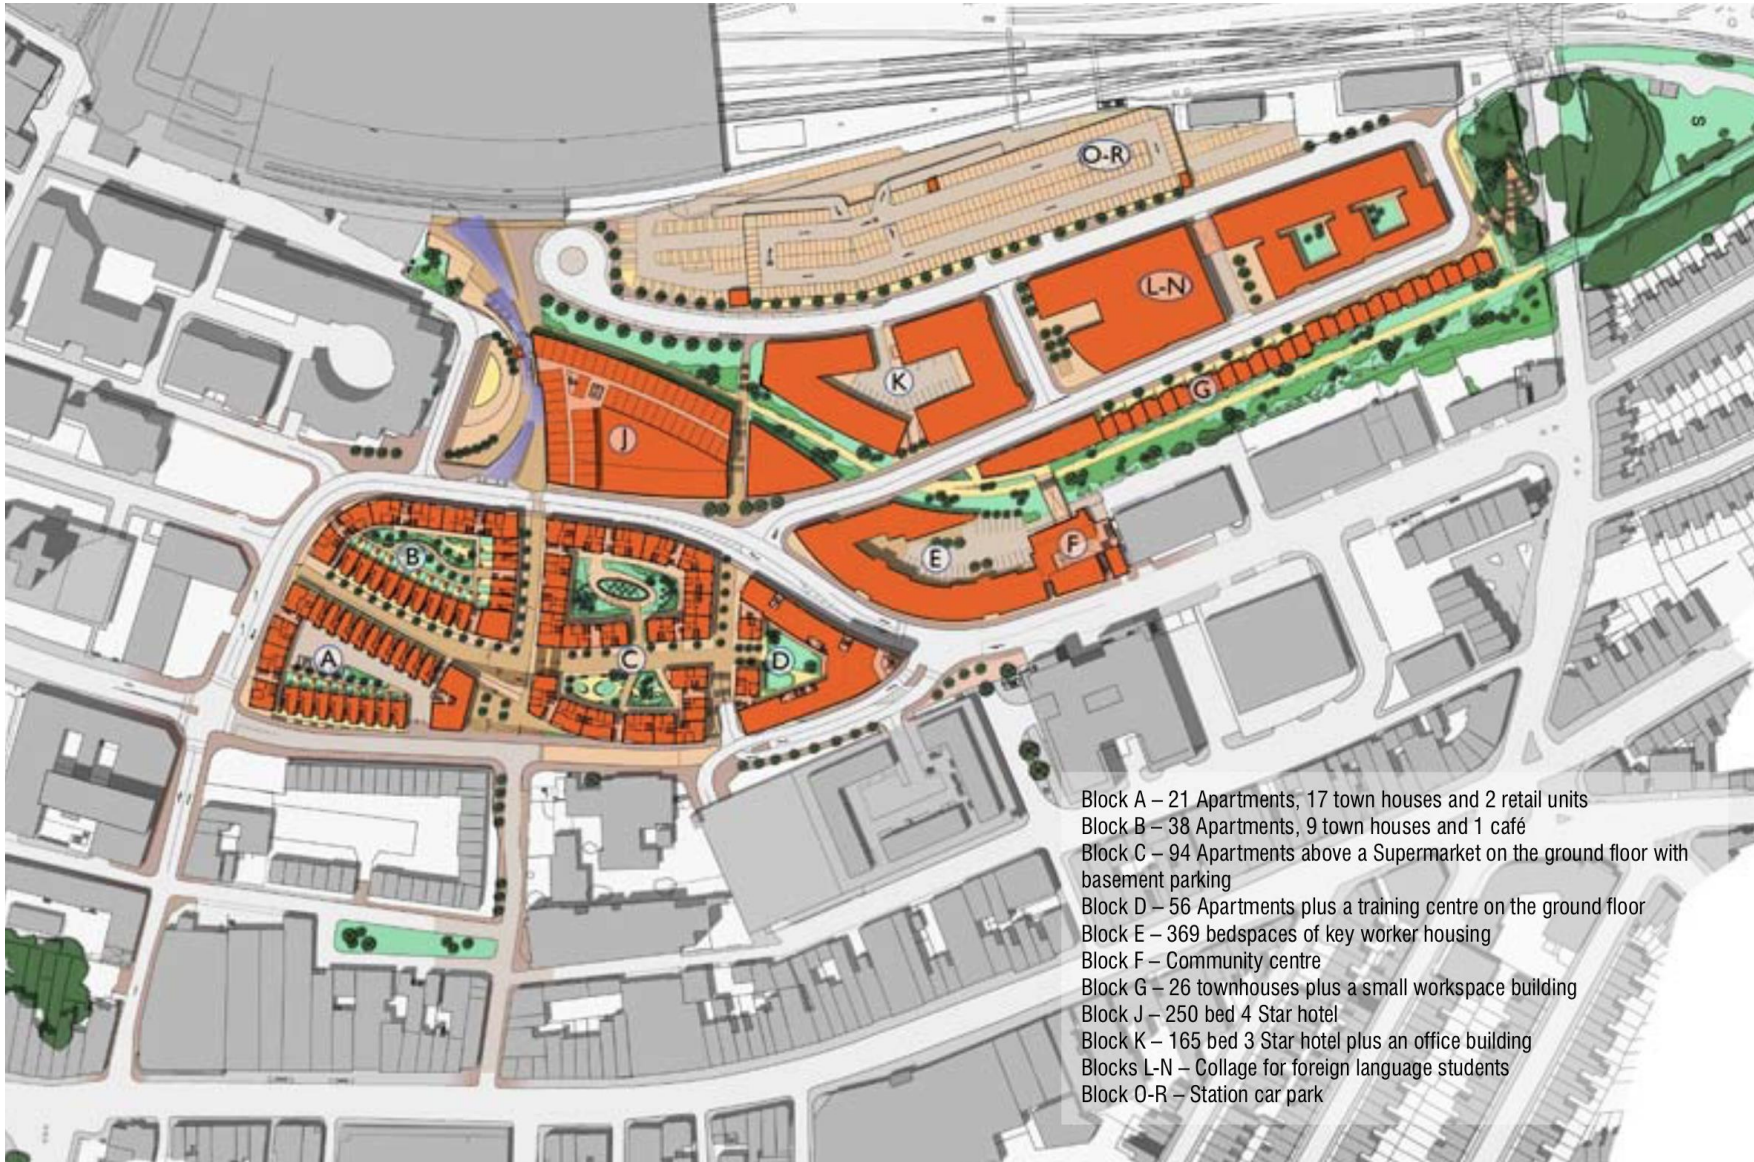 O-R
S
L-N
K
G
J
B
E
F
A
C
D
Block A – 21 Apartments, 17 town houses and 2 retail units
Block B – 38 Apartments, 9 town houses and 1 café
Block C – 94 Apartments above a Supermarket on the ground floor with
basement parking
Block D – 56 Apartments plus a training centre on the ground floor
Block E – 369 bedspaces of key worker housing
Block F – Community centre
Block G – 26 townhouses plus a small workspace building
Block J – 250 bed 4 Star hotel
Block K – 165 bed 3 Star hotel plus an office building
Blocks L-N – Collage for foreign language students
Block O-R – Station car park